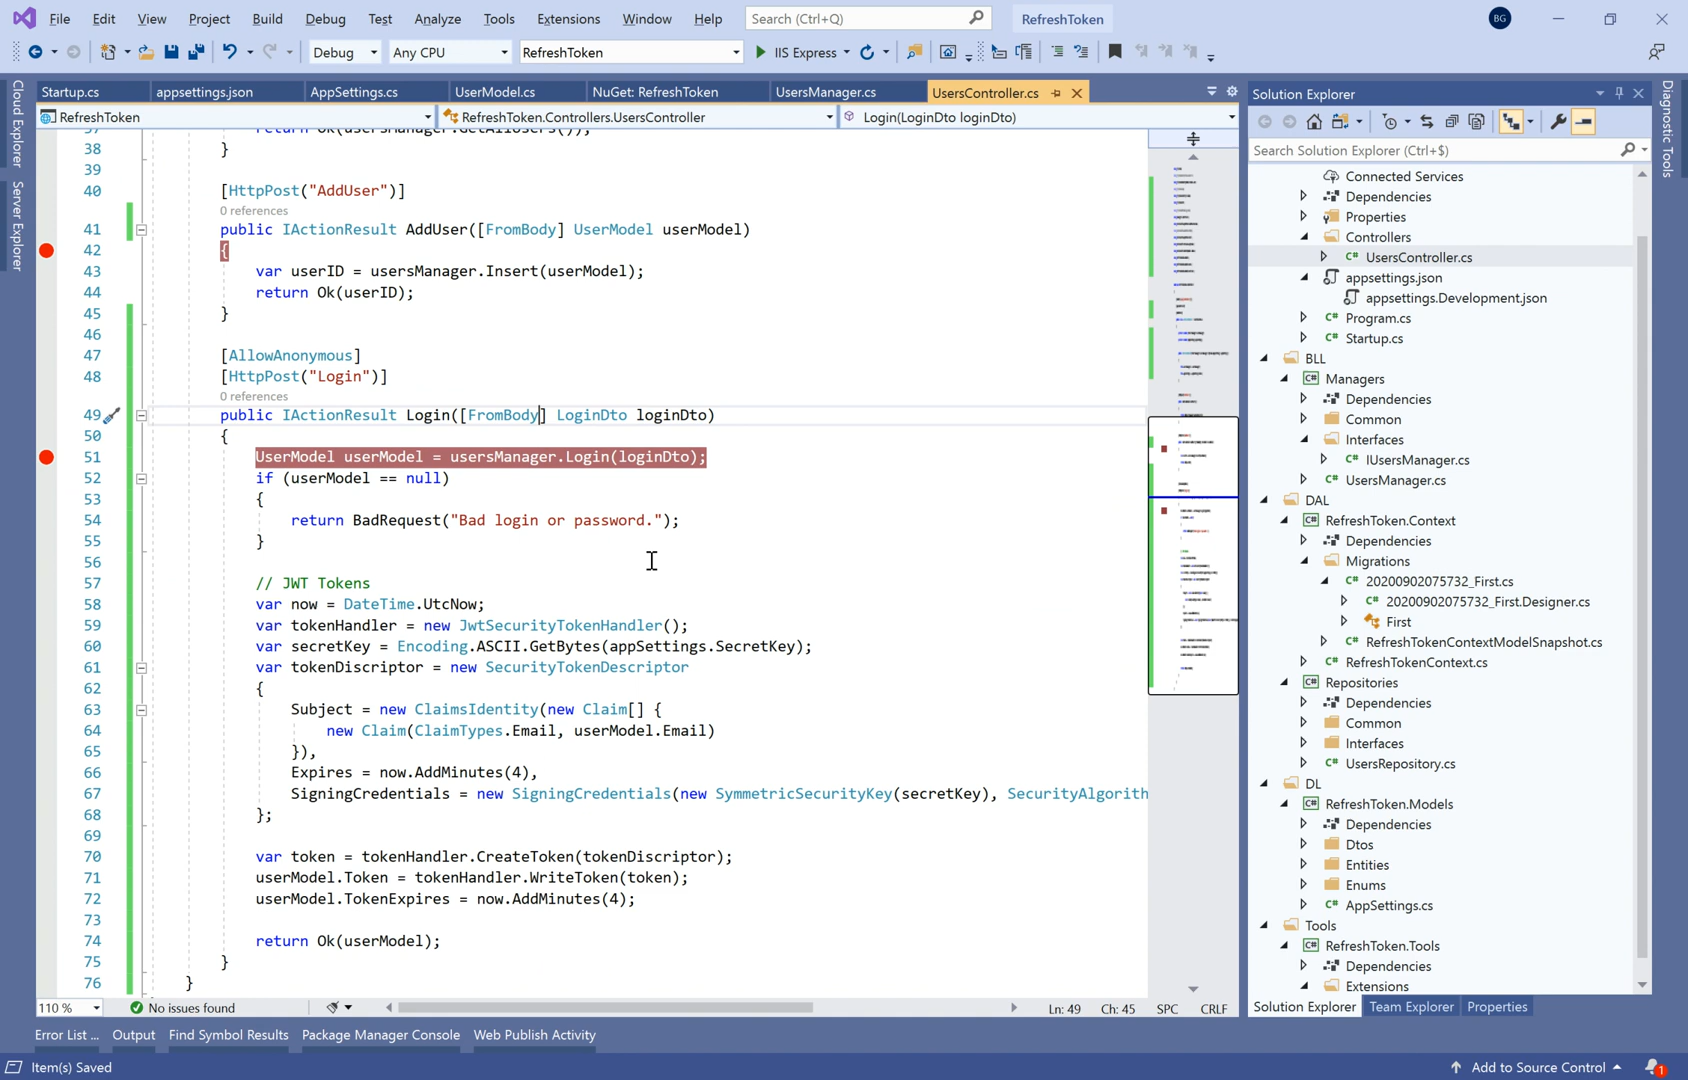 File Edit View Project Build Debug Test Analyze Tools Extensions Window Help Search (Ctrl+Q) RefreshToken BG
Debug Any CPU RefreshToken IIS Express
Startup.cs appsettings.json AppSettings.cs UserModel.cs NuGet: RefreshToken UsersManager.cs UsersController.cs
RefreshToken RefreshToken.Controllers.UsersController Login(LoginDto loginDto)
Cloud Explorer
Server Explorer
37 return Ok(usersManager.GetAllUsers());
38 }
39
40 [HttpPost("AddUser")]
0 references
41 public IActionResult AddUser([FromBody] UserModel userModel)
42 {
43 var userID = usersManager.Insert(userModel);
44 return Ok(userID);
45 }
46
47 [AllowAnonymous]
48 [HttpPost("Login")]
0 references
49 public IActionResult Login([FromBody] LoginDto loginDto)
50 {
51 UserModel userModel = usersManager.Login(loginDto);
52 if (userModel == null)
53 {
54 return BadRequest("Bad login or password.");
55 }
56
57 // JWT Tokens
58 var now = DateTime.UtcNow;
59 var tokenHandler = new JwtSecurityTokenHandler();
60 var secretKey = Encoding.ASCII.GetBytes(appSettings.SecretKey);
61 var tokenDiscriptor = new SecurityTokenDescriptor
62 {
63 Subject = new ClaimsIdentity(new Claim[] {
64 new Claim(ClaimTypes.Email, userModel.Email)
65 }),
66 Expires = now.AddMinutes(4),
67 SigningCredentials = new SigningCredentials(new SymmetricSecurityKey(secretKey), SecurityAlgorith
68 };
69
70 var token = tokenHandler.CreateToken(tokenDiscriptor);
71 userModel.Token = tokenHandler.WriteToken(token);
72 userModel.TokenExpires = now.AddMinutes(4);
73
74 return Ok(userModel);
75 }
76 }
110 % No issues found Ln: 49 Ch: 45 SPC CRLF
Solution Explorer
Search Solution Explorer (Ctrl+$)
Connected Services
Dependencies
Properties
Controllers
C# UsersController.cs
appsettings.json
appsettings.Development.json
C# Program.cs
C# Startup.cs
BLL
C# Managers
Dependencies
Common
Interfaces
C# IUsersManager.cs
C# UsersManager.cs
DAL
C# RefreshToken.Context
Dependencies
Migrations
C# 20200902075732_First.cs
C# 20200902075732_First.Designer.cs
First
C# RefreshTokenContextModelSnapshot.cs
C# RefreshTokenContext.cs
C# Repositories
Dependencies
Common
Interfaces
C# UsersRepository.cs
DL
C# RefreshToken.Models
Dependencies
Dtos
Entities
Enums
C# AppSettings.cs
Tools
C# RefreshToken.Tools
Dependencies
Extensions
Solution Explorer Team Explorer Properties
Diagnostic Tools
Error List ... Output Find Symbol Results Package Manager Console Web Publish Activity
Item(s) Saved Add to Source Control 1